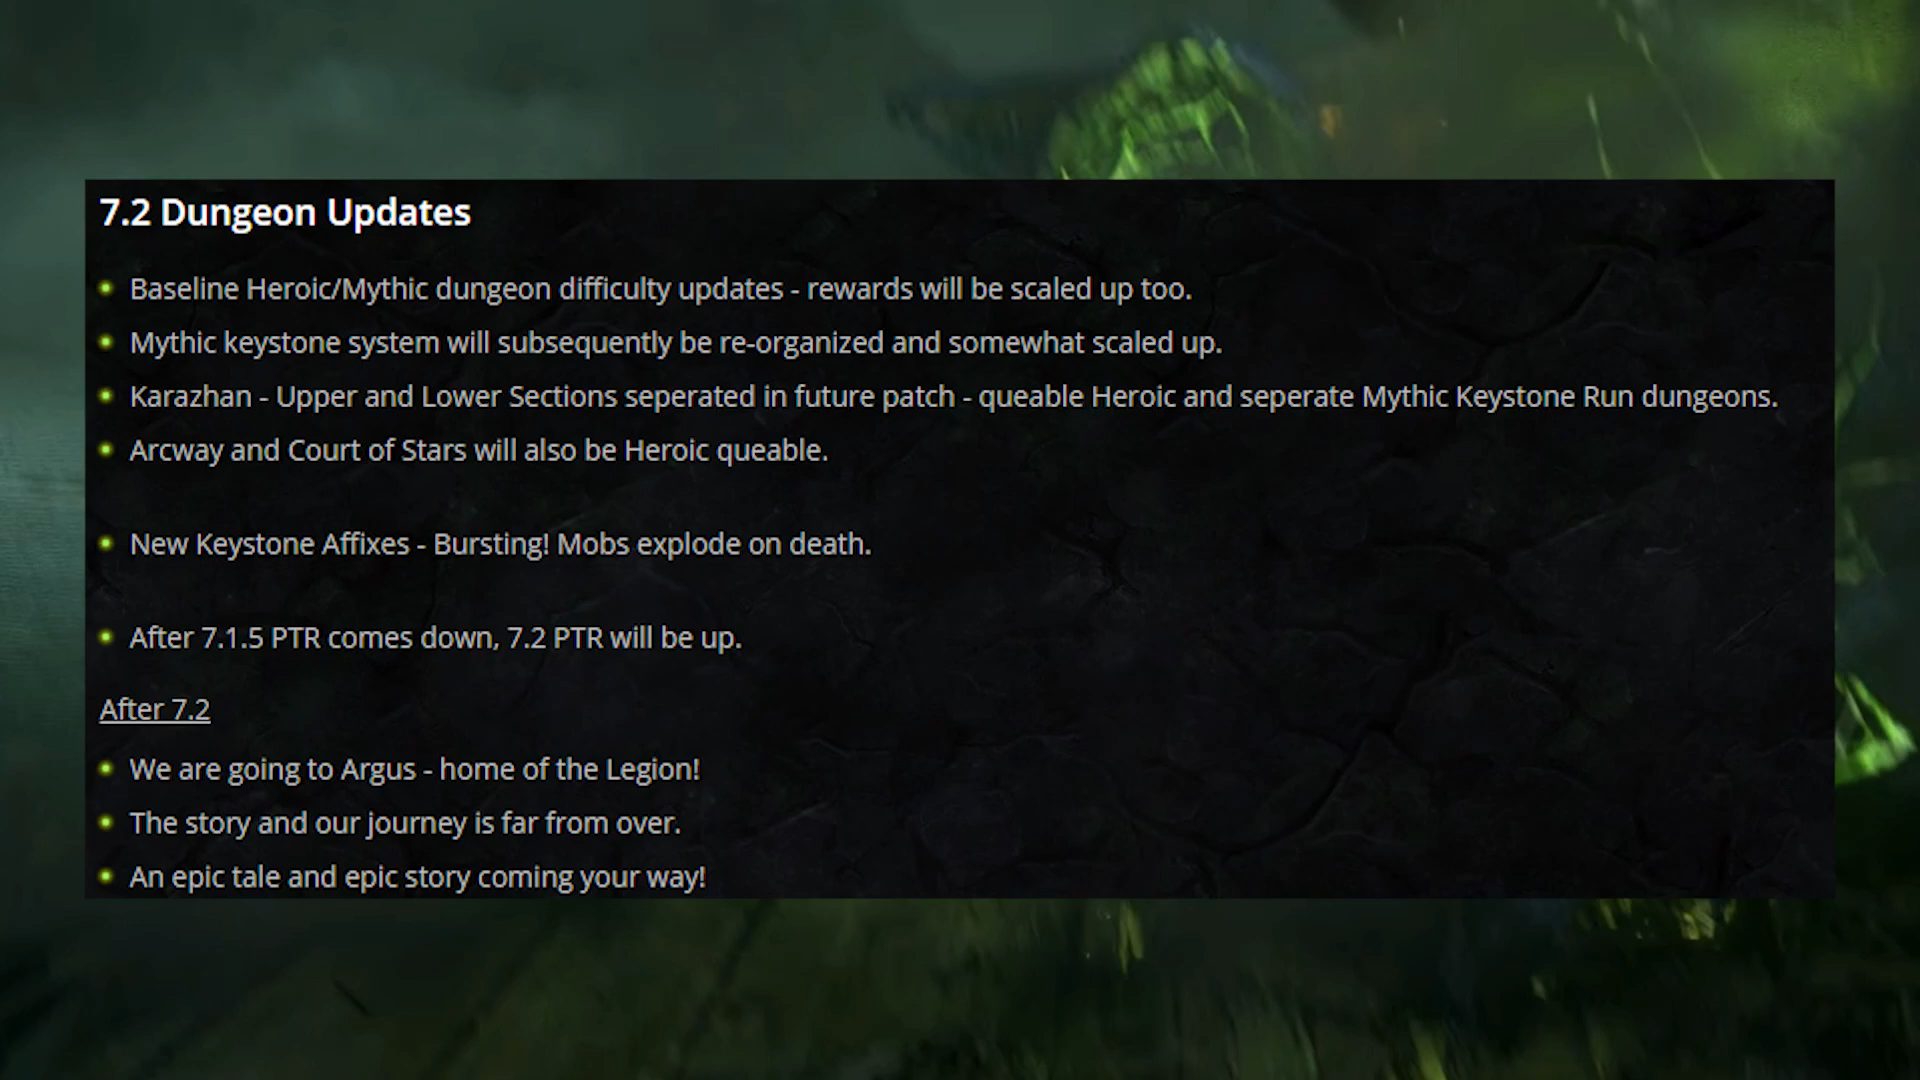 7.2 Dungeon Updates
Baseline Heroic/Mythic dungeon difficulty updates - rewards will be scaled up too.
Mythic keystone system will subsequently be re-organized and somewhat scaled up.
Karazhan - Upper and Lower Sections seperated in future patch - queable Heroic and seperate Mythic Keystone Run dungeons.
Arcway and Court of Stars will also be Heroic queable.
New Keystone Affixes - Bursting! Mobs explode on death.
After 7.1.5 PTR comes down, 7.2 PTR will be up.
After 7.2
We are going to Argus - home of the Legion!
The story and our journey is far from over.
An epic tale and epic story coming your way!